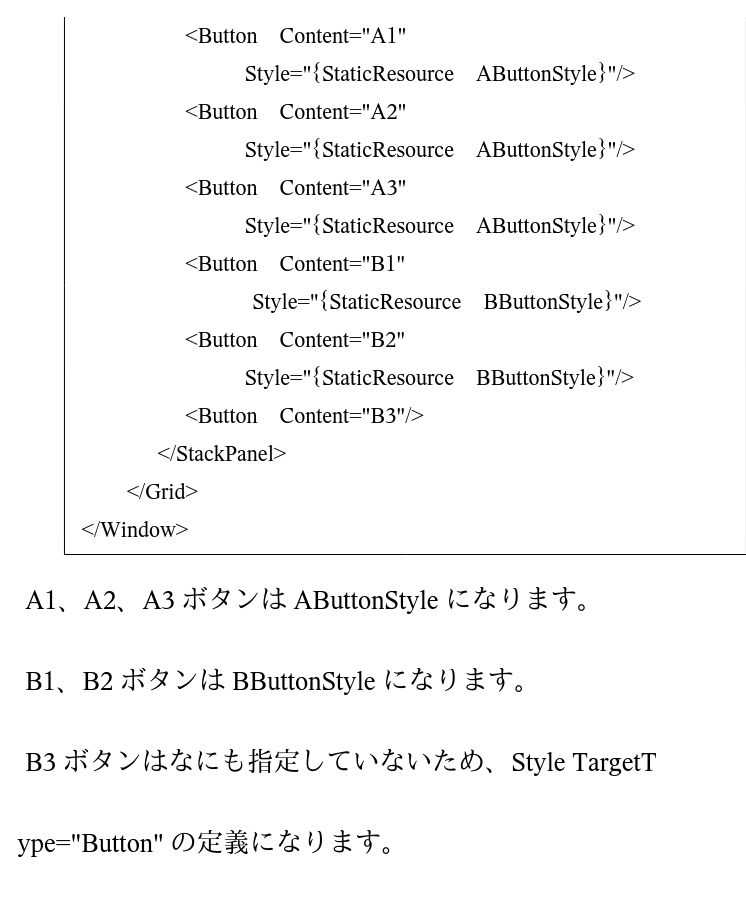 <Button　Content="A1"
Style="{StaticResource　AButtonStyle}"/>
<Button　Content="A2"
Style="{StaticResource　AButtonStyle}"/>
<Button　Content="A3"
Style="{StaticResource　AButtonStyle}"/>
<Button　Content="B1"
Style="{StaticResource　BButtonStyle}"/>
<Button　Content="B2"
Style="{StaticResource　BButtonStyle}"/>
<Button　Content="B3"/>
</StackPanel>
</Grid>
</Window>
A1、A2、A3 ボタンは AButtonStyle になります。
B1、B2 ボタンは BButtonStyle になります。
B3 ボタンはなにも指定していないため、Style TargetT
ype="Button" の定義になります。